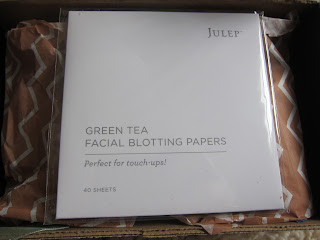 JULEP
GREEN TEA
FACIAL BLOTTING PAPERS
Perfect for touch-ups!
40 SHEETS